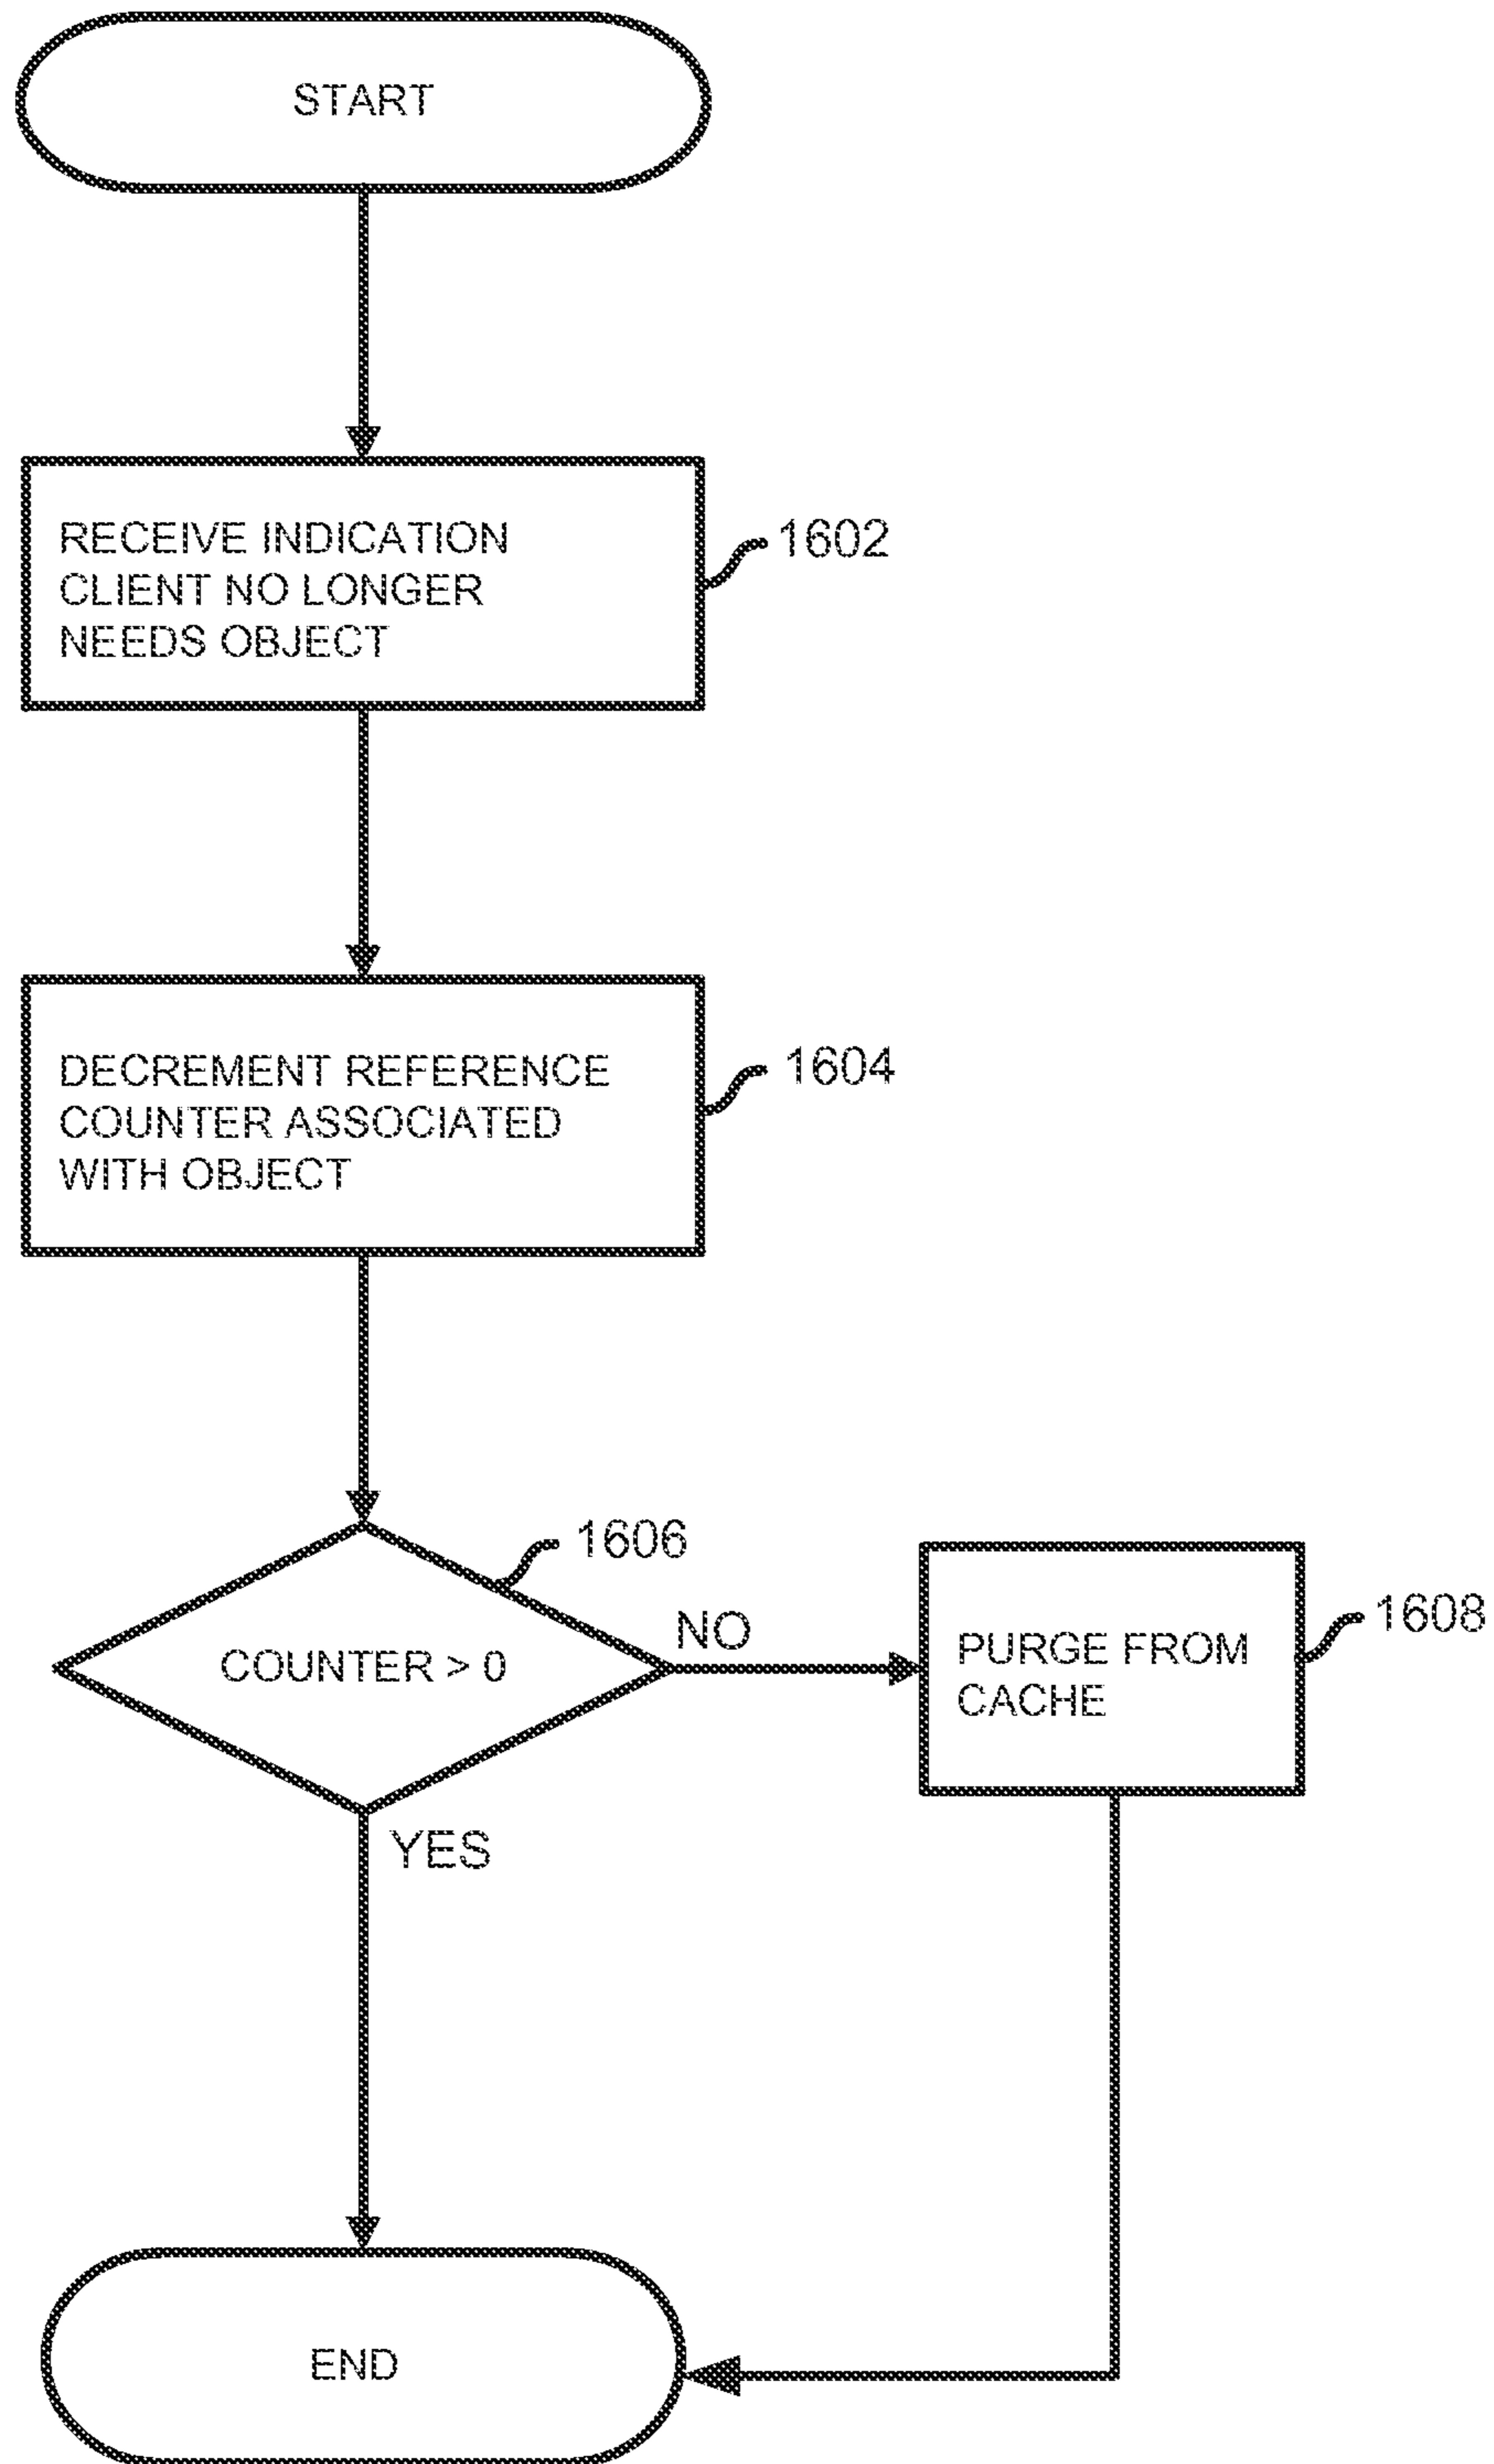 START
RECEIVE INDICATION
CLIENT NO LONGER
NEEDS OBJECT
1602
DECREMENT REFERENCE
COUNTER ASSOCIATED
WITH OBJECT
1604
COUNTER > 0
1606
NO
YES
PURGE FROM
CACHE
1608
END